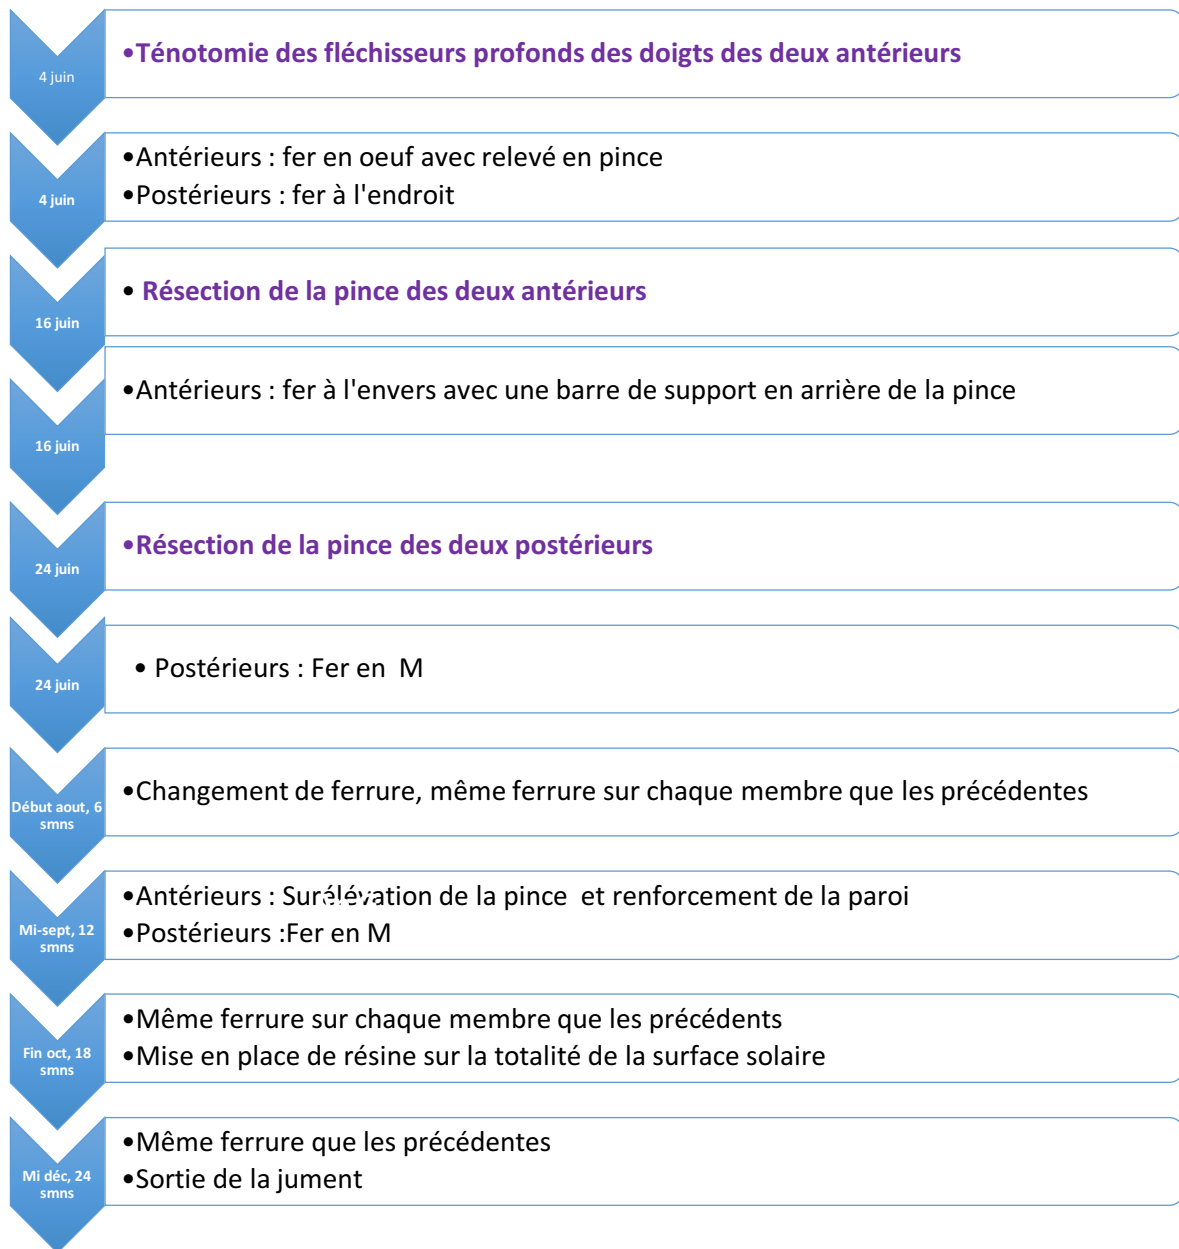 4 juin
•Ténotomie des fléchisseurs profonds des doigts des deux antérieurs
4 juin
•Antérieurs : fer en oeuf avec relevé en pince
•Postérieurs : fer à l'endroit
16 juin
• Résection de la pince des deux antérieurs
16 juin
•Antérieurs : fer à l'envers avec une barre de support en arrière de la pince
24 juin
•Résection de la pince des deux postérieurs
24 juin
• Postérieurs : Fer en M
Début aout, 6
smns
•Changement de ferrure, même ferrure sur chaque membre que les précédentes
Mi-sept, 12
smns
•Antérieurs : Surélévation de la pince et renforcement de la paroi
•Postérieurs :Fer en M
Fin oct, 18
smns
•Même ferrure sur chaque membre que les précédents
•Mise en place de résine sur la totalité de la surface solaire
Mi déc, 24
smns
•Même ferrure que les précédentes
•Sortie de la jument